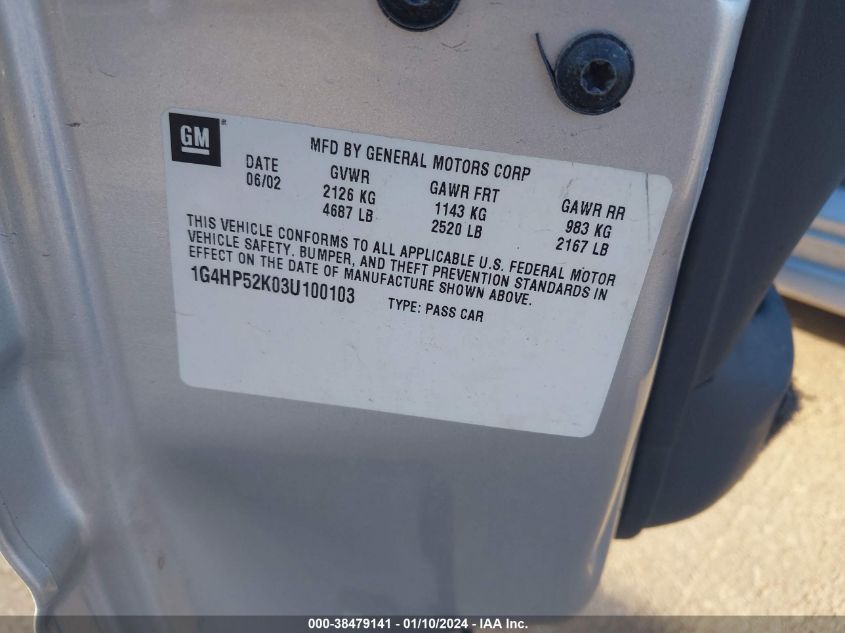 GM
MFD BY GENERAL MOTORS CORP
DATE GVWR GAWR FRT GAWR RR
06/02 2126 KG 1143 KG 983 KG
4687 LB 2520 LB 2167 LB
THIS VEHICLE CONFORMS TO ALL APPLICABLE U.S. FEDERAL MOTOR
VEHICLE SAFETY, BUMPER, AND THEFT PREVENTION STANDARDS IN
EFFECT ON THE DATE OF MANUFACTURE SHOWN ABOVE.
1G4HP52K03U100103 TYPE: PASS CAR
000-38479141 - 01/10/2024 - IAA Inc.